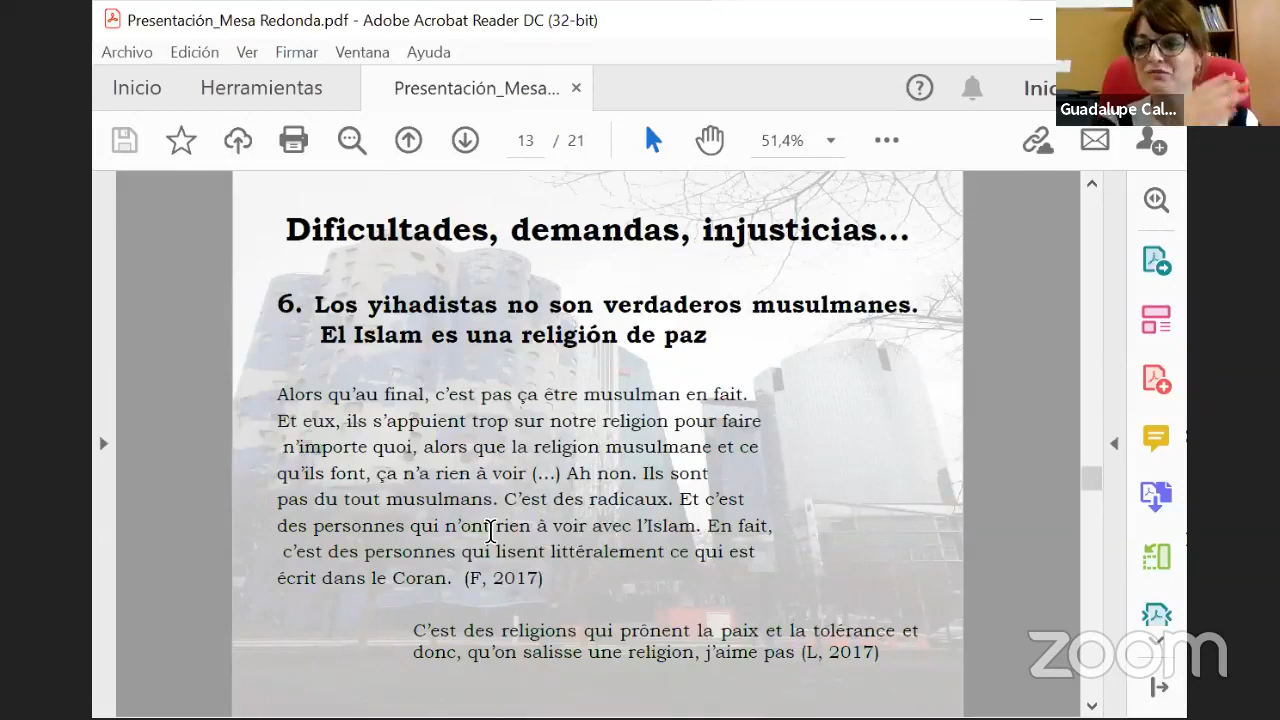 Presentación_Mesa Redonda.pdf - Adobe Acrobat Reader DC (32-bit)
Archivo Edición Ver Firmar Ventana Ayuda
Inicio Herramientas Presentación_Mesa... × Inic
13 / 21 51,4%
Guadalupe Cal...
Dificultades, demandas, injusticias...
6. Los yihadistas no son verdaderos musulmanes.
El Islam es una religión de paz
Alors qu’au final, c’est pas ça être musulman en fait.
Et eux, ils s’appuient trop sur notre religion pour faire
n’importe quoi, alors que la religion musulmane et ce
qu’ils font, ça n’a rien à voir (…) Ah non. Ils sont
pas du tout musulmans. C’est des radicaux. Et c’est
des personnes qui n’ont rien à voir avec l’Islam. En fait,
c’est des personnes qui lisent littéralement ce qui est
écrit dans le Coran. (F, 2017)
C’est des religions qui prônent la paix et la tolérance et
donc, qu’on salisse une religion, j’aime pas (L, 2017)
zoom